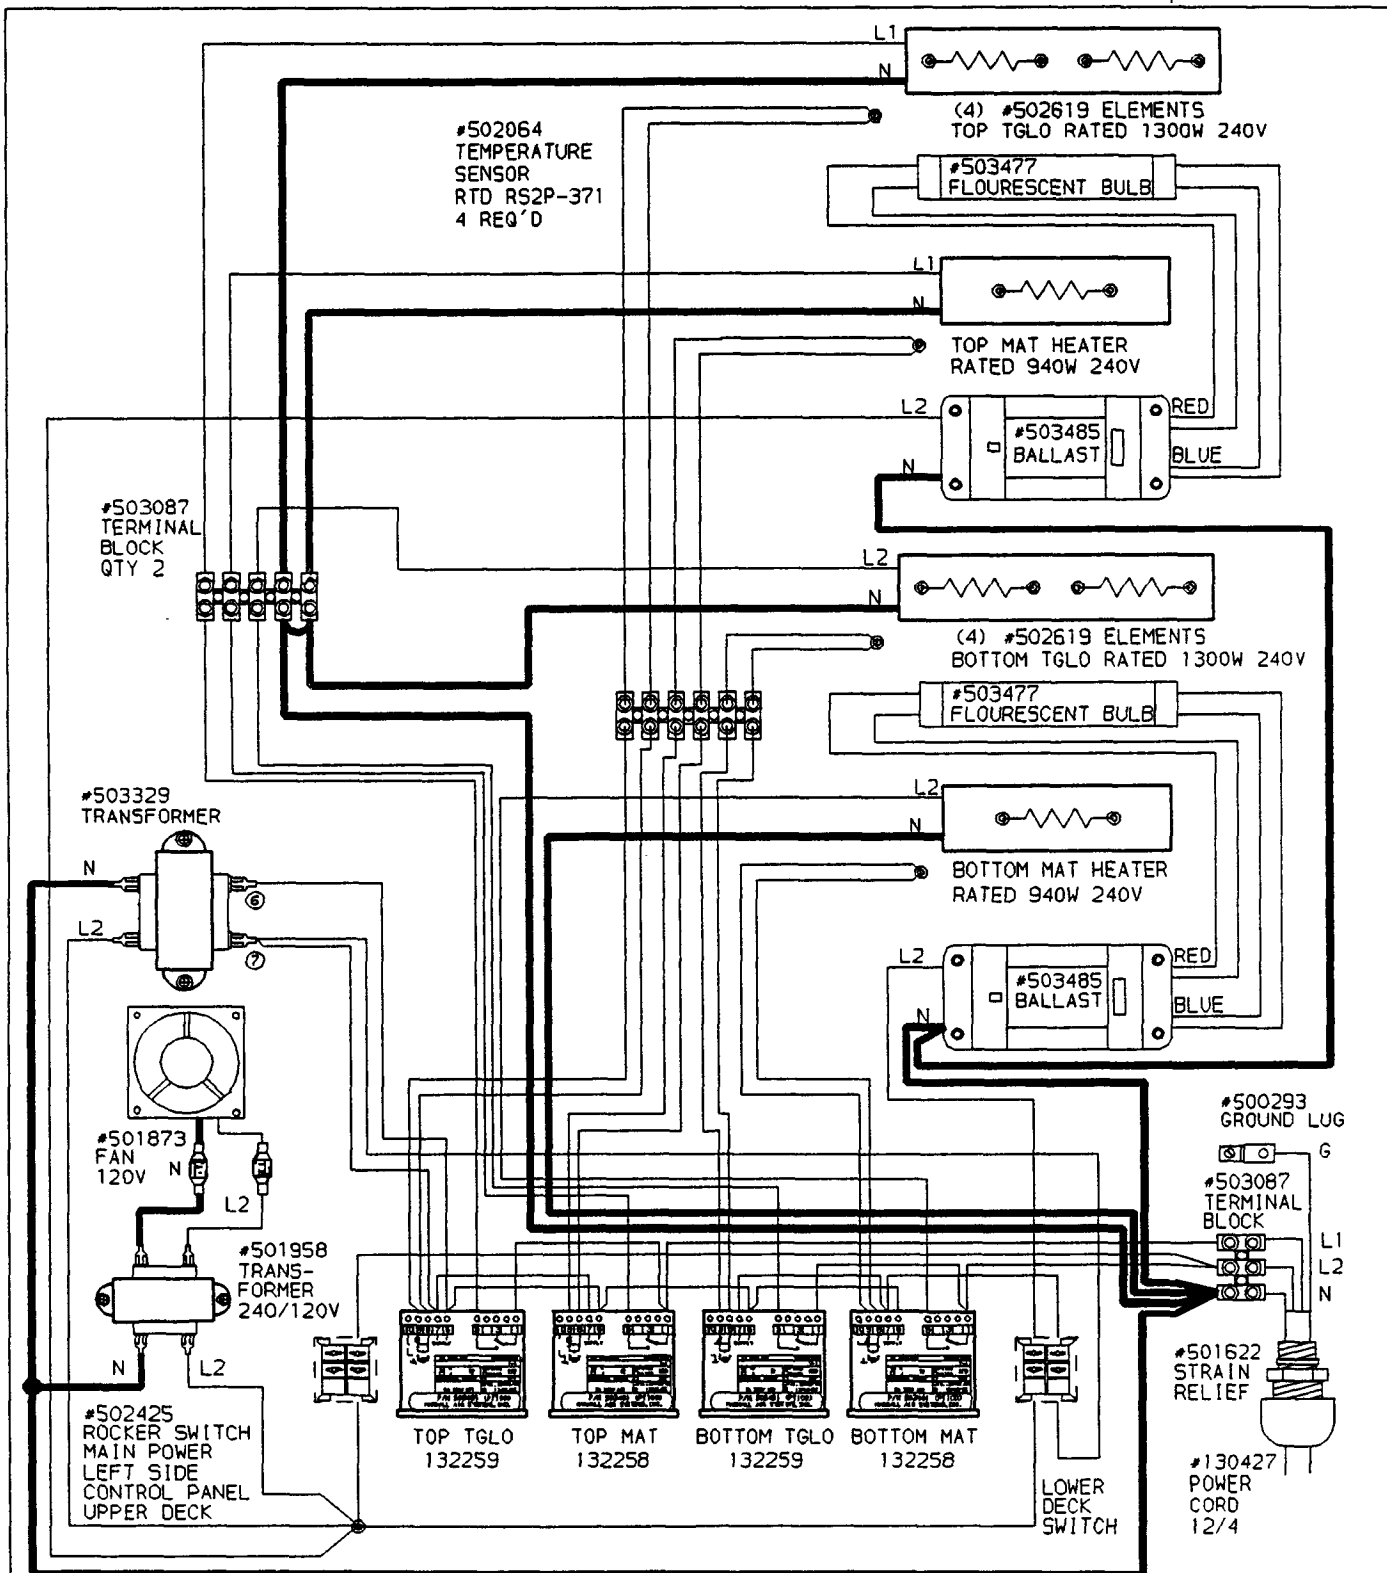 L1
N
(4) #502619 ELEMENTS
TOP TGLO RATED 1300W 240V
#502064
TEMPERATURE
SENSOR
RTD RS2P-371
4 REQ'D
#503477
FLOURESCENT BULB
L1
N
TOP MAT HEATER
RATED 940W 240V
L2
N
#503485
BALLAST
RED
BLUE
#503087
TERMINAL
BLOCK
QTY 2
L2
N
(4) #502619 ELEMENTS
BOTTOM TGLO RATED 1300W 240V
#503477
FLOURESCENT BULB
#503329
TRANSFORMER
N
L2
6
7
L2
N
BOTTOM MAT HEATER
RATED 940W 240V
L2
N
#503485
BALLAST
RED
BLUE
#501873
FAN
120V
N
L2
#501958
TRANS-
FORMER
240/120V
N
L2
#500293
GROUND LUG
G
#503087
TERMINAL
BLOCK
L1
L2
N
#501622
STRAIN
RELIEF
#130427
POWER
CORD
12/4
#502425
ROCKER SWITCH
MAIN POWER
LEFT SIDE
CONTROL PANEL
UPPER DECK
TOP TGLO
132259
TOP MAT
132258
BOTTOM TGLO
132259
BOTTOM MAT
132258
LOWER
DECK
SWITCH